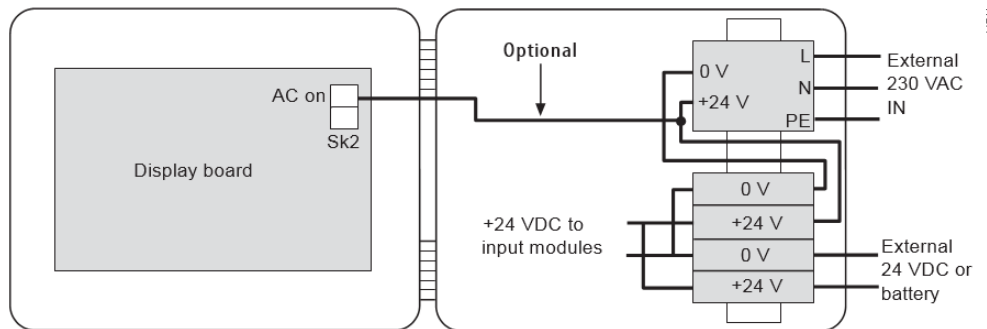 Optional
L
External
0 V
N
230 VAC
AC on
+24 V
IN
PE
Sk2
Display board
0 V
+24 VDC to
input modules
+24 V
0 V
External
24 VDC or
+24 V
battery